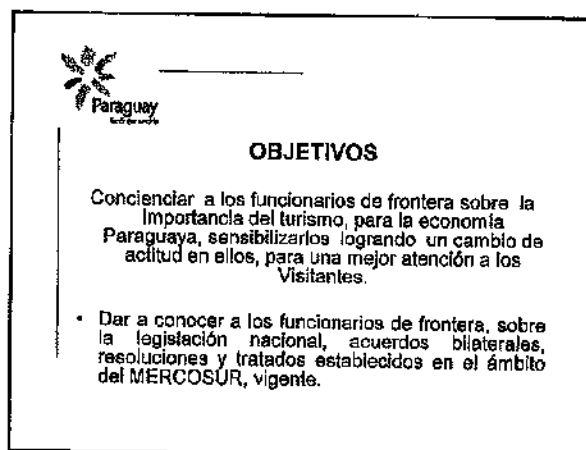 Paraguay
OBJETIVOS
Concienciar a los funcionarios de frontera sobre la
importancia del turismo, para la economía
Paraguaya, sensibilizarlos logrando un cambio de
actitud en ellos, para una mejor atención a los
Visitantes.
• Dar a conocer a los funcionarios de frontera, sobre
la legislación nacional, acuerdos bilaterales,
resoluciones y tratados establecidos en el ámbito
del MERCOSUR, vigente.